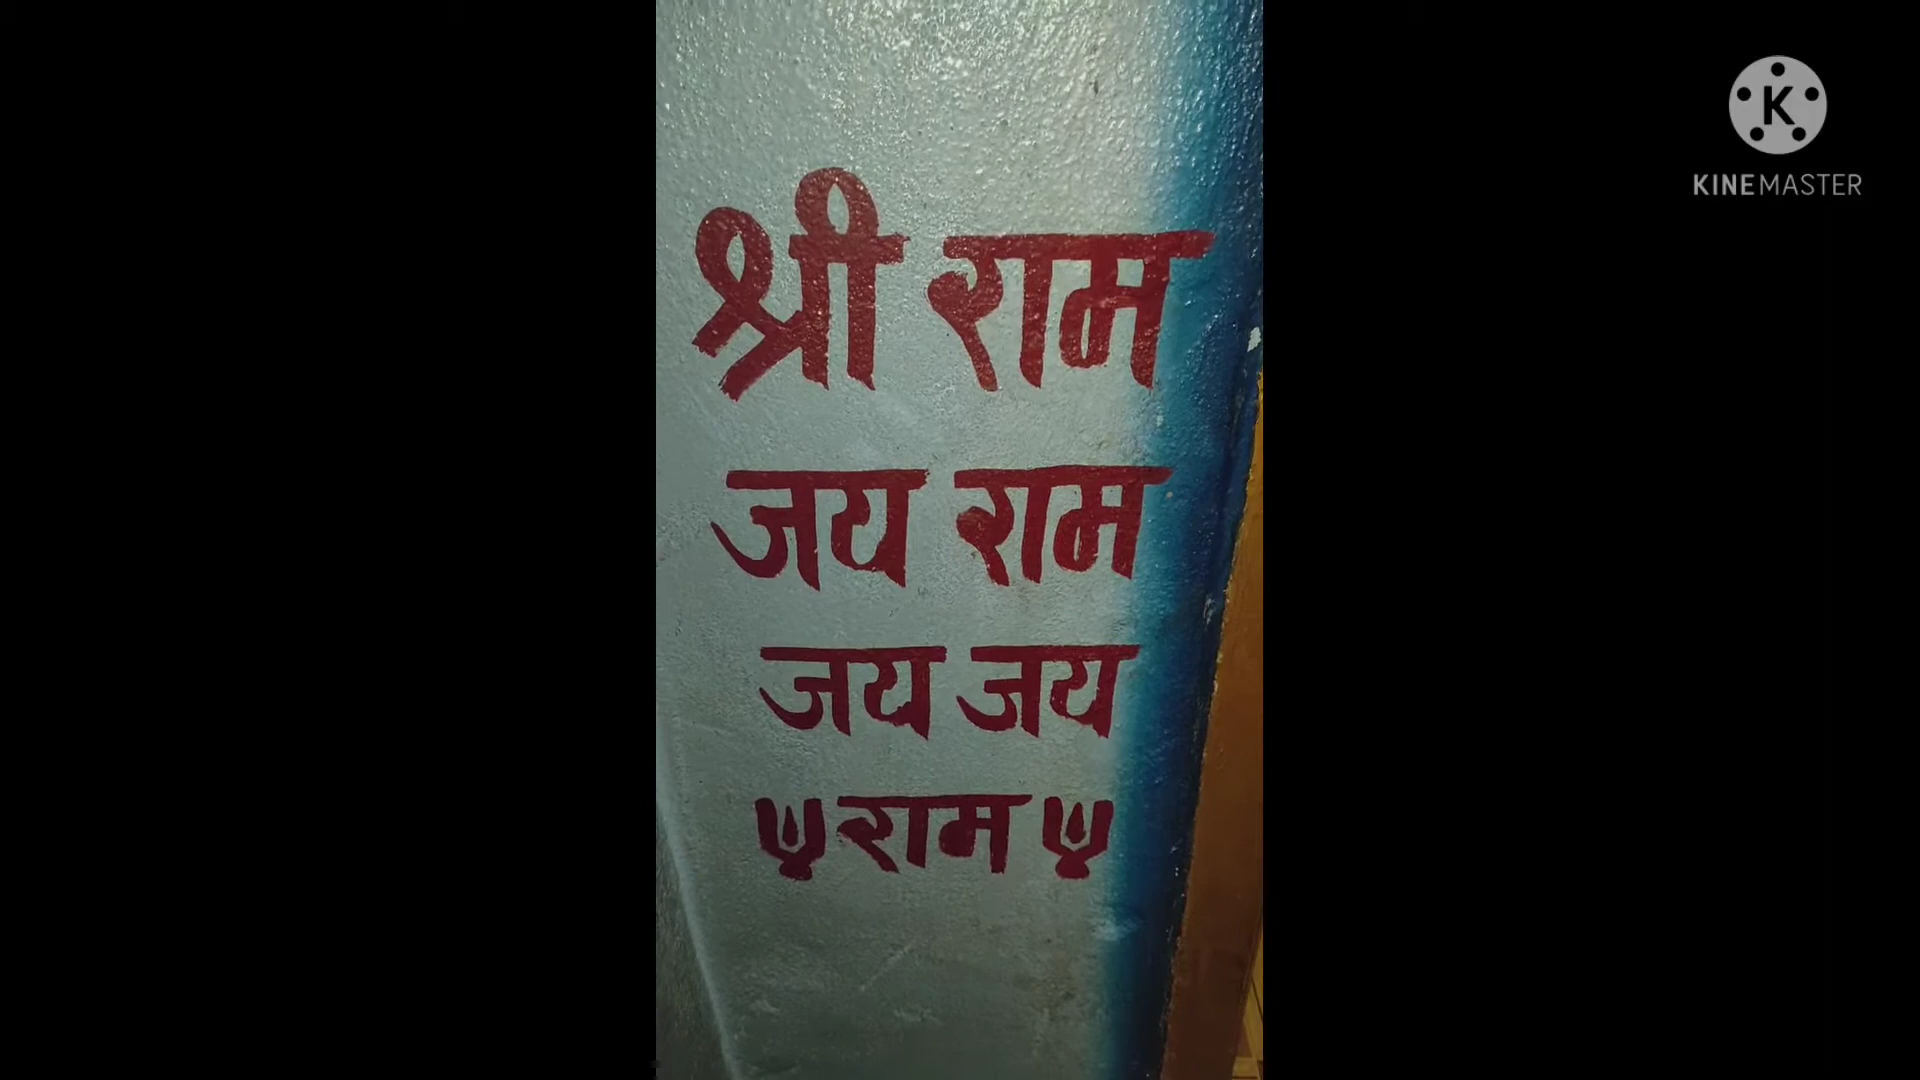 श्री राम
जय राम
जय जय
राम
K
KINEMASTER